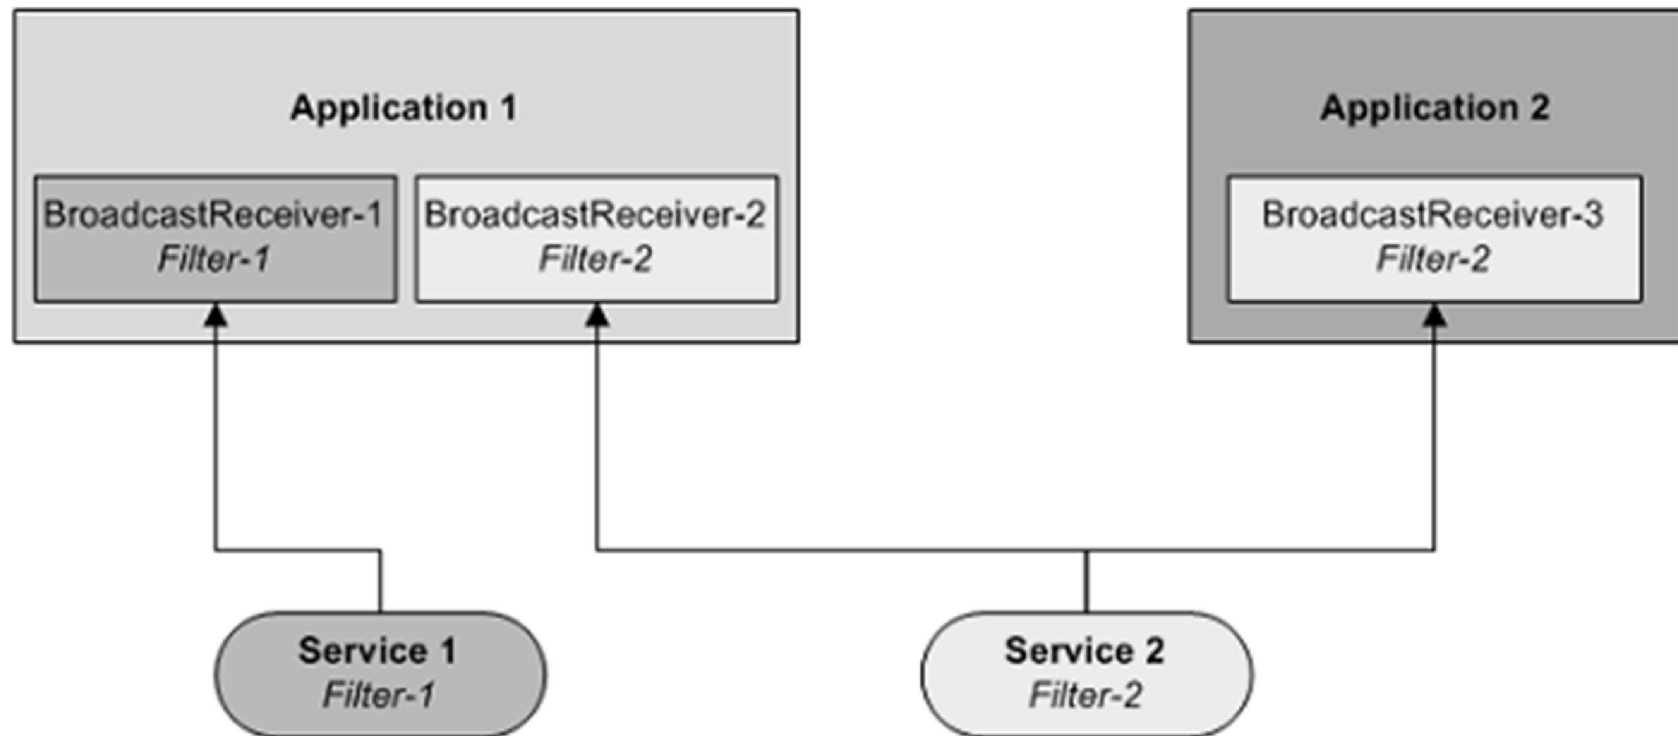 Application 1
BroadcastReceiver-1
Filter-1
BroadcastReceiver-2
Filter-2
Application 2
BroadcastReceiver-3
Filter-2
Service 1
Filter-1
Service 2
Filter-2